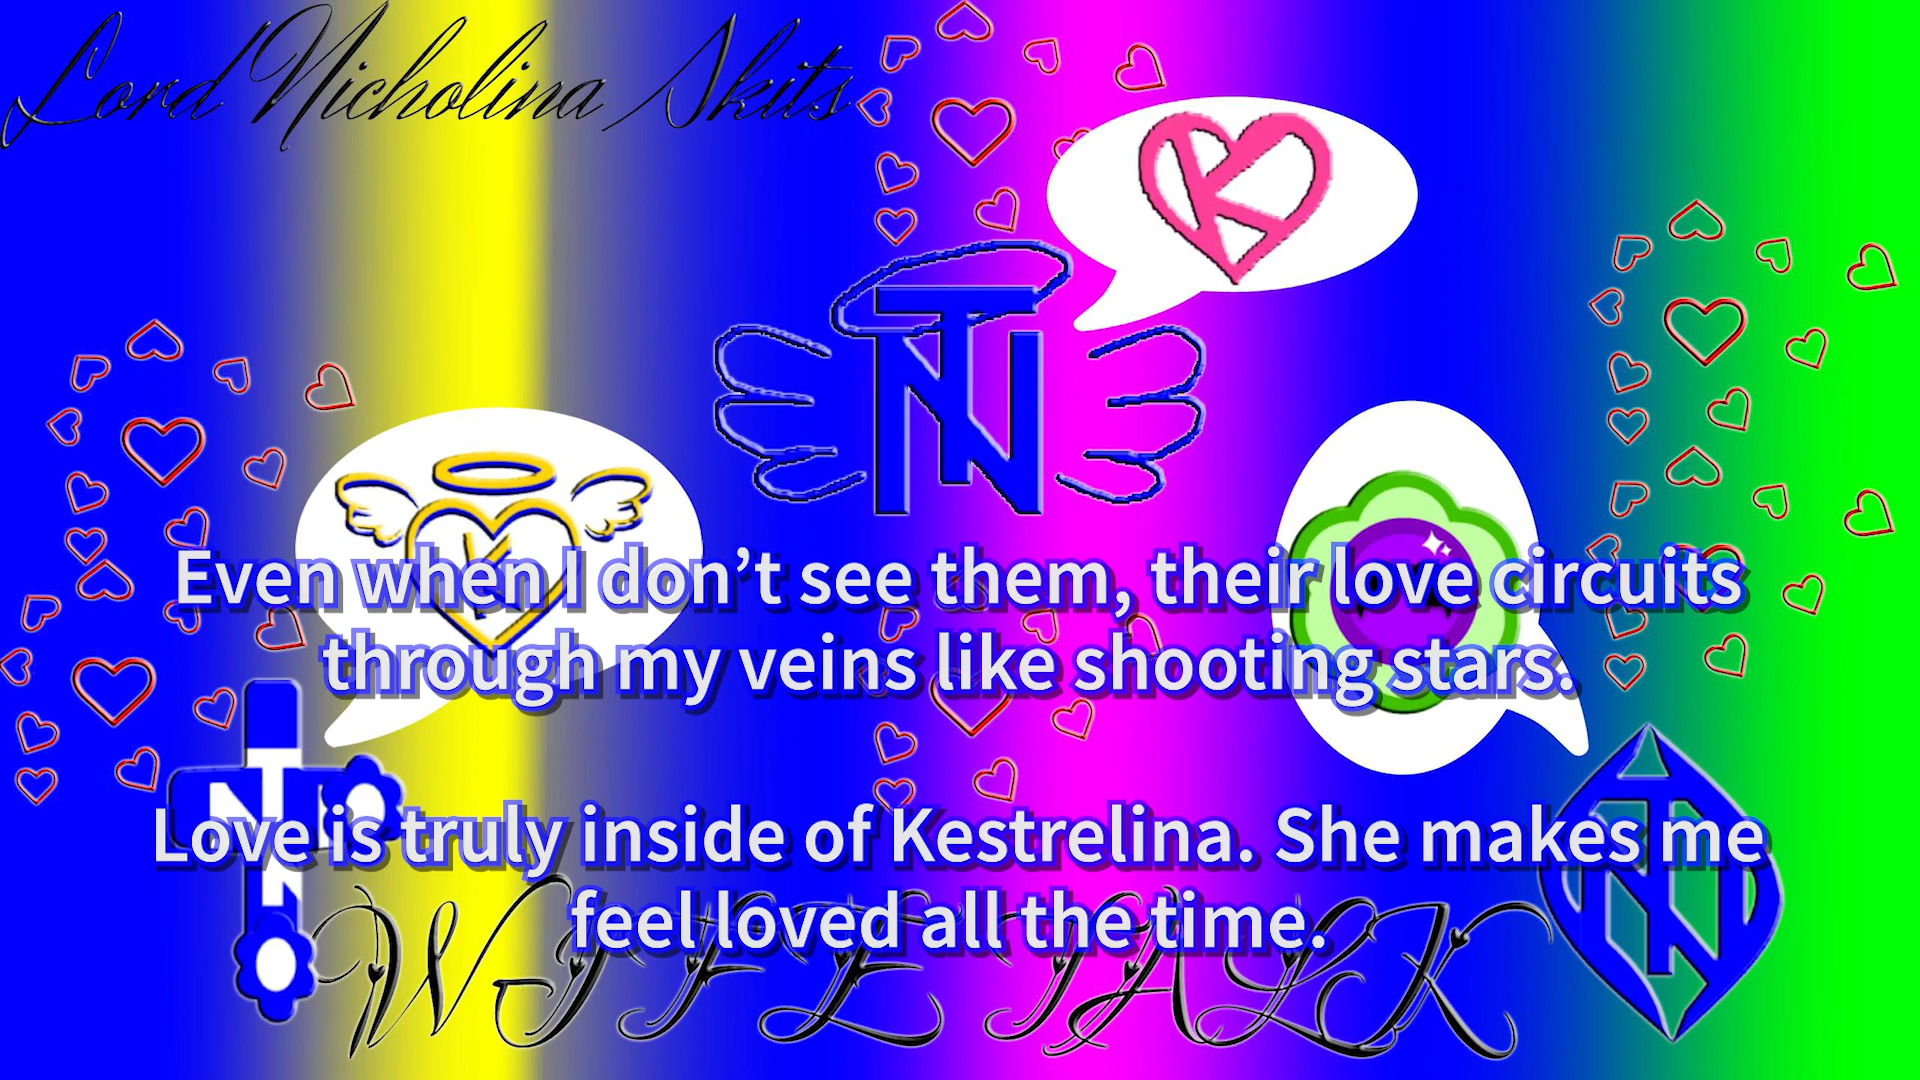 Lord Nicholina Skits
K
TN
K
Even when I don’t see them, their love circuits
through my veins like shooting stars.
Love is truly inside of Kestrelina. She makes me
feel loved all the time.
WIFE TALK